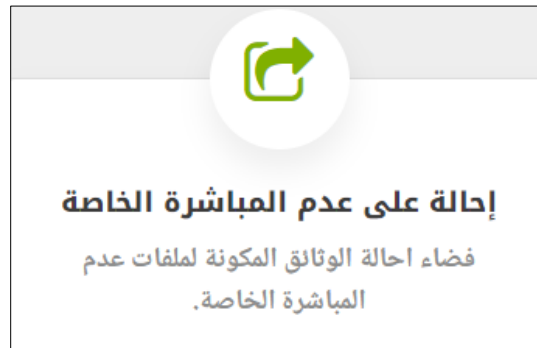 إحالة على عدم المباشرة الخاصة
فضاء احالة الوثائق المكونة لملفات عدم
المباشرة الخاصة.